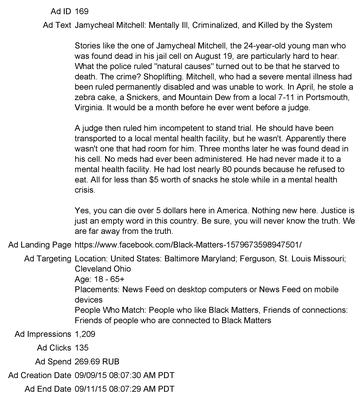 Ad ID 169
Ad Text Jamycheal Mitchell: Mentally Ill, Criminalized, and Killed by the System
Stories like the one of Jamycheal Mitchell, the 24-year-old young man who
was found dead in his jail cell on August 19, are particularly hard to hear.
What the police ruled "natural causes" turned out to be that he starved to
death. The crime? Shoplifting. Mitchell, who had a severe mental illness had
been ruled permanently disabled and was unable to work. In April, he stole a
zebra cake, a Snickers, and Mountain Dew from a local 7-11 in Portsmouth,
Virginia. It would be a month before he ever went before a judge.
A judge then ruled him incompetent to stand trial. He should have been
transported to a local mental health facility, but he wasn't. Apparently there
wasn't one that had room for him. Three months later he was found dead in
his cell. No meds had ever been administered. He had never made it to a
mental health facility. He had lost nearly 80 pounds because he refused to
eat. All for less than $5 worth of snacks he stole while in a mental health
crisis.
Yes, you can die over 5 dollars here in America. Nothing new here. Justice is
just an empty word in this country. Be sure, you will never know the truth. We
are far away from the truth.
Ad Landing Page https://www.facebook.com/Black-Matters-1579673598947501/
Ad Targeting Location: United States: Baltimore Maryland; Ferguson, St. Louis Missouri;
Cleveland Ohio
Age: 18 - 65+
Placements: News Feed on desktop computers or News Feed on mobile
devices
People Who Match: People who like Black Matters, Friends of connections:
Friends of people who are connected to Black Matters
Ad Impressions 1,209
Ad Clicks 135
Ad Spend 269.69 RUB
Ad Creation Date 09/09/15 08:07:30 AM PDT
Ad End Date 09/11/15 08:07:29 AM PDT